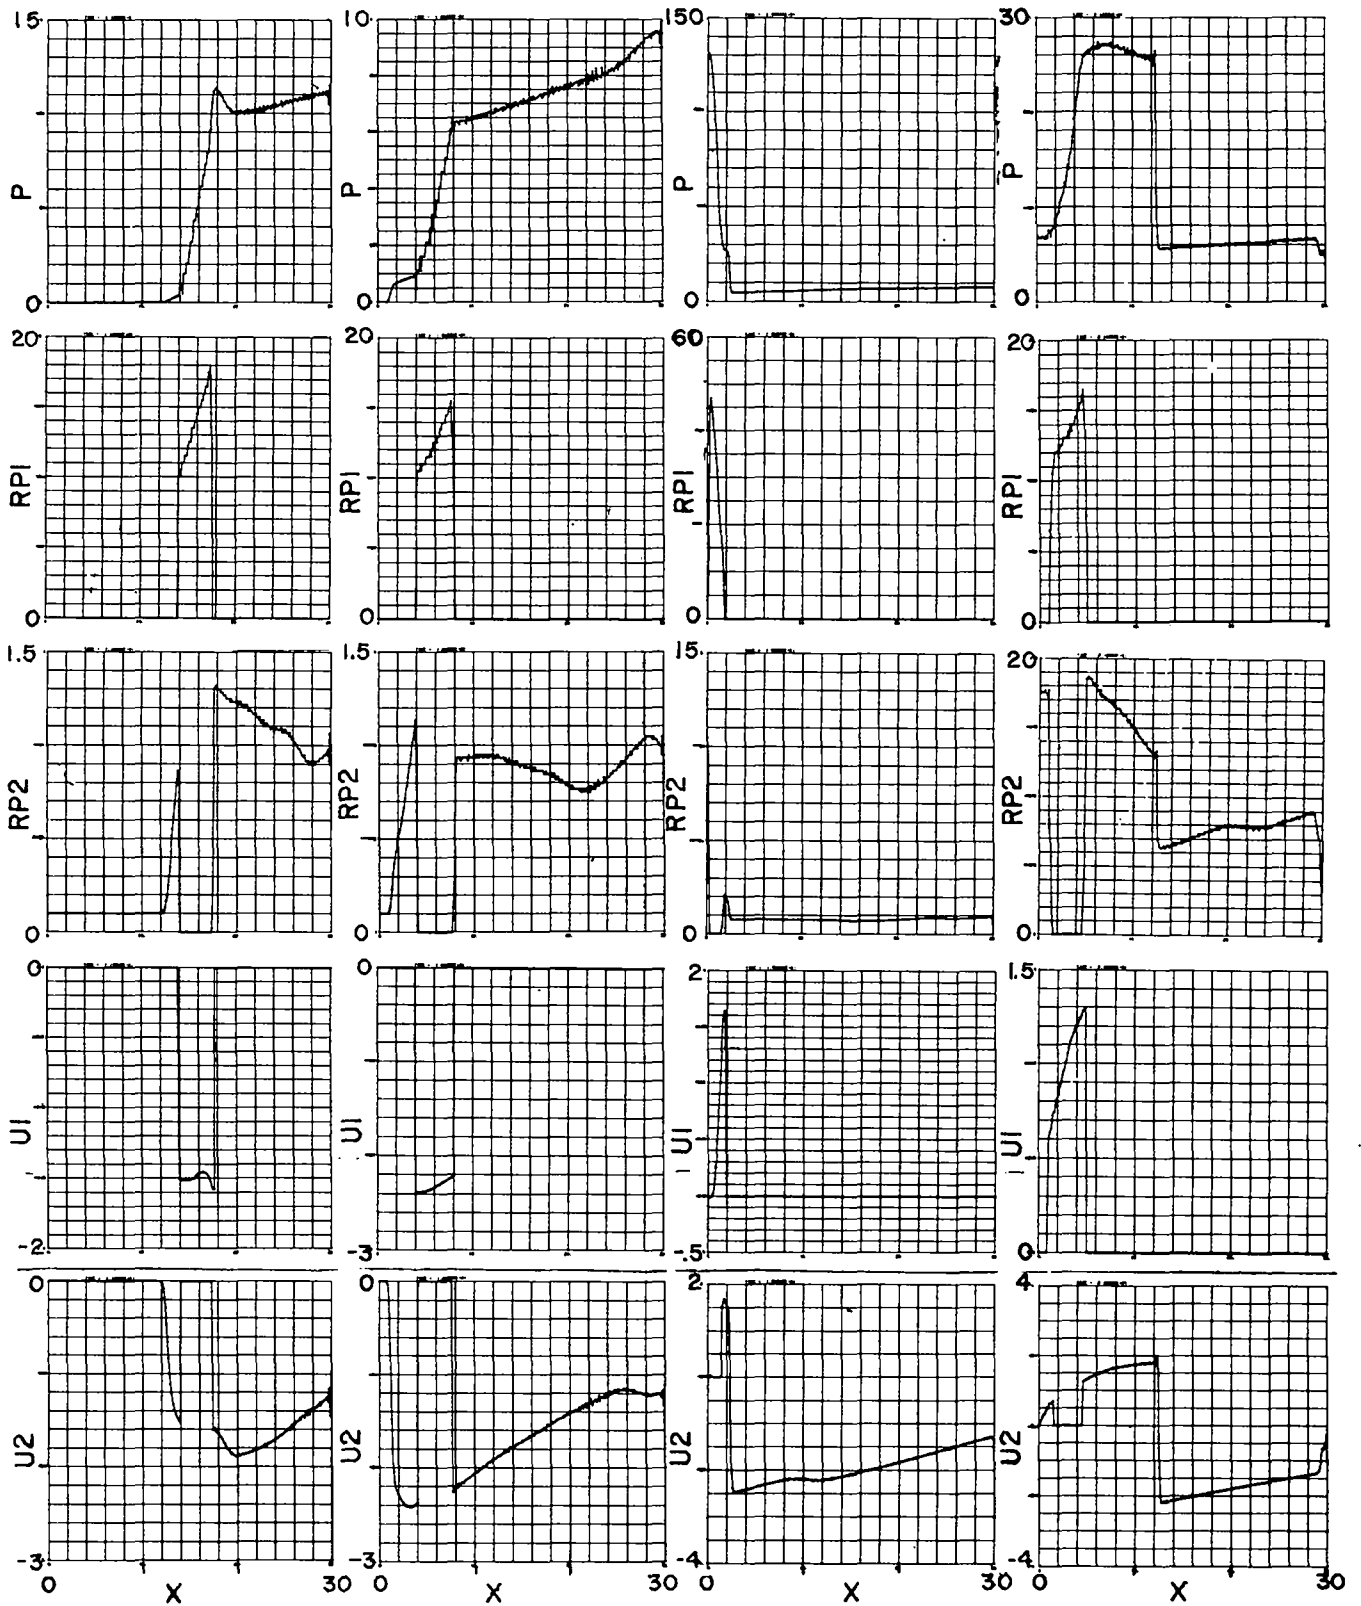 15 10 150 30
P P P P
0 0 0 0
20 20 60 20
RP1 RP1 RP1 RP1
0 0 0 0
1.5 1.5 15 20
RP2 RP2 RP2 RP2
0 0 0 0
0 0 2 1.5
U1 U1 U1 U1
-2 -3 -.5 0
0 0 2 4
U2 U2 U2 U2
-3 -3 -4 -4
0 X 30 0 X 30 0 X 30 0 X 30